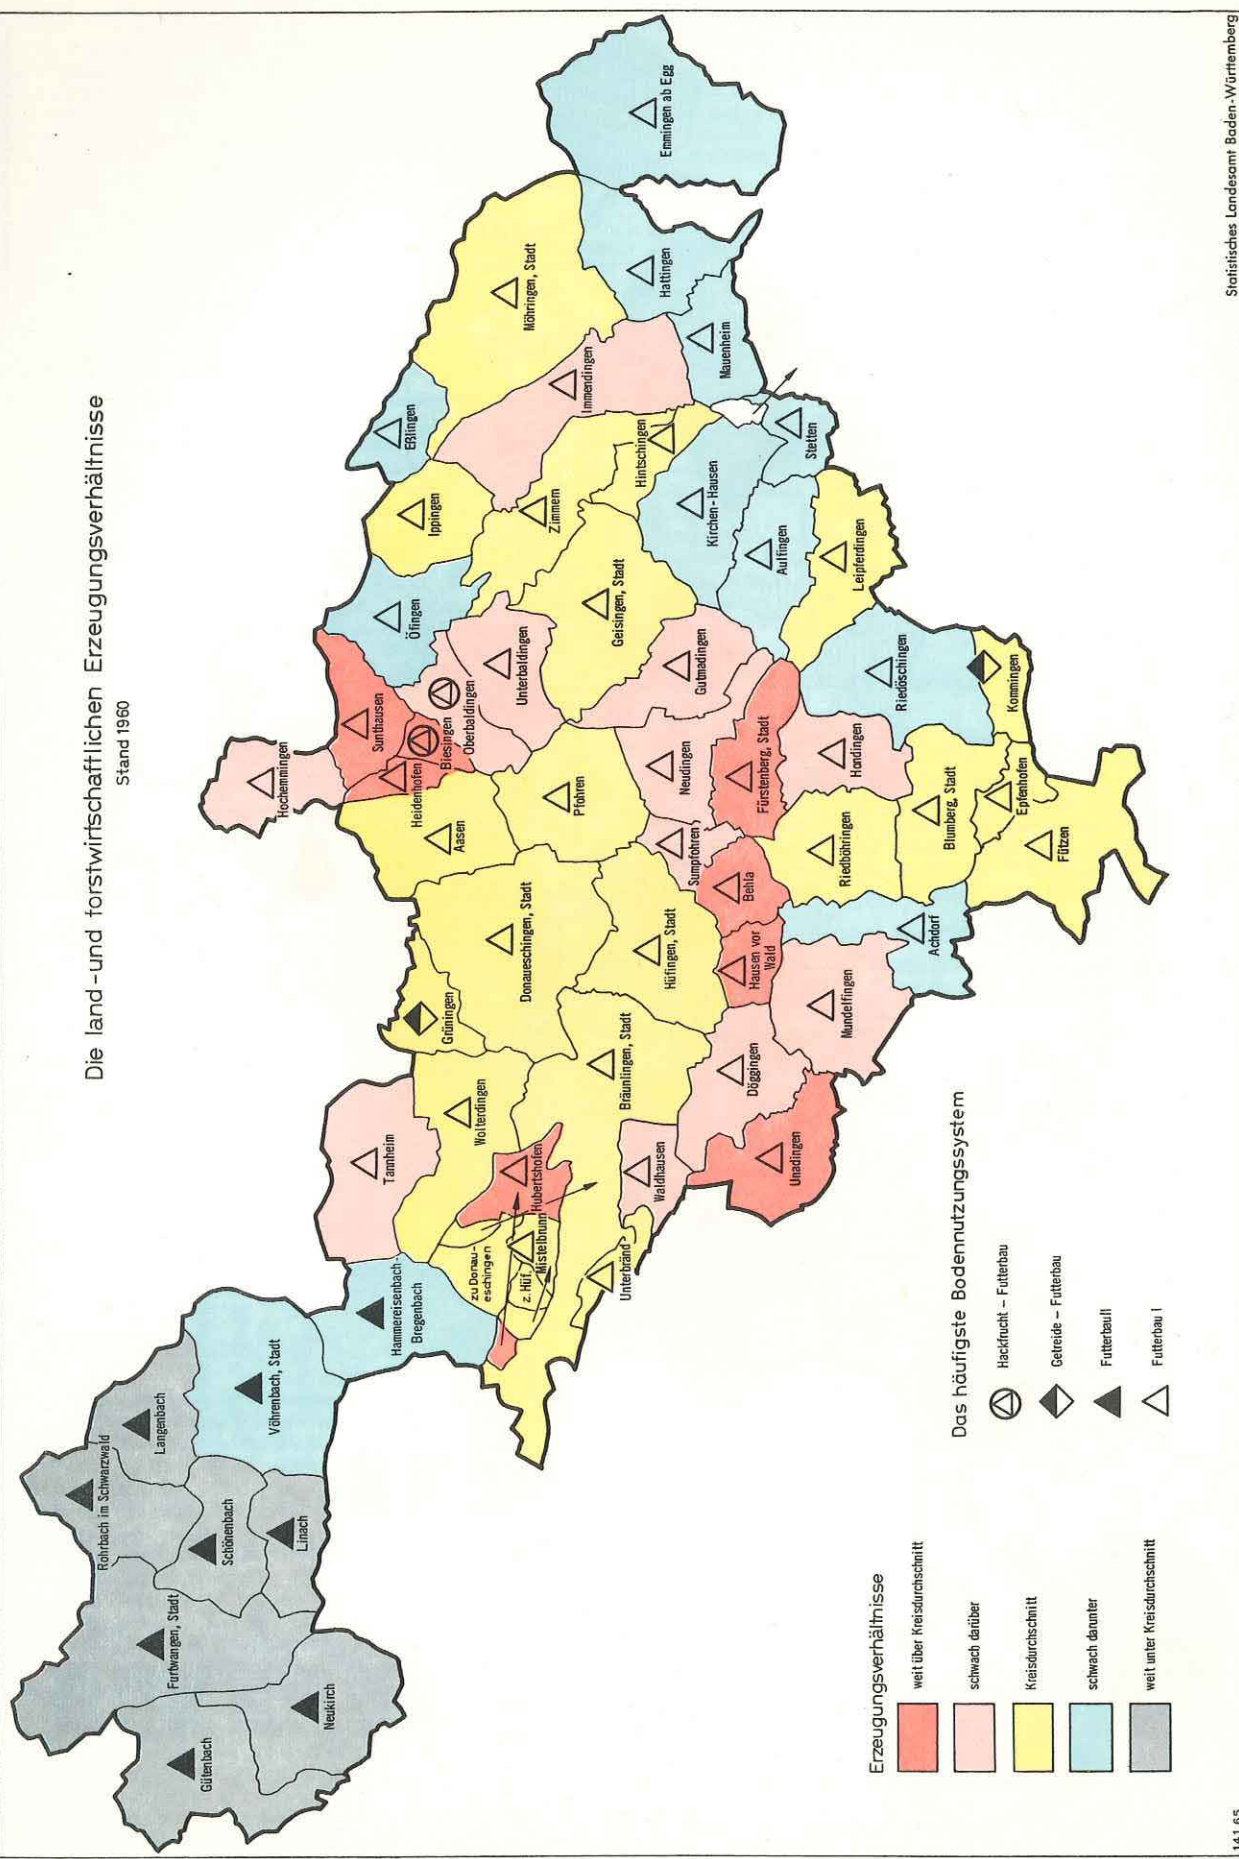 Die land-und forstwirtschaftlichen Erzeugungsverhältnisse
Stand 1960
Gütenbach
Furtwangen, Stadt
Neukirch
Rohrbach im Schwarzwald
Schönenbach
Linach
Langenbach
Vöhrenbach, Stadt
Hammereisenbach-
Bregenbach
Tannheim
Wolterdingen
zu Donau-
eschingen
z. Hüf.
Mistelbrunn
Hubertshofen
Unterbränd
Waldhausen
Bräunlingen, Stadt
Unadingen
Döggingen
Grüningen
Donaueschingen, Stadt
Hüfingen, Stadt
Hausen vor
Wald
Mundelfingen
Behla
Achdorf
Hochemmingen
Aasen
Heidenhofen
Sunthausen
Biesingen
Oberbaldingen
Pfohren
Sumpfohren
Neudingen
Fürstenberg, Stadt
Riedböhringen
Hondingen
Blumberg, Stadt
Epfenhofen
Fützen
Kommingen
Riedöschingen
Öfingen
Unterbaldingen
Gutmadingen
Geisingen, Stadt
Ippingen
Zimmern
Hintschingen
Kirchen-Hausen
Aulfingen
Leipferdingen
Stetten
Eßlingen
Immendingen
Möhringen, Stadt
Mauenheim
Hattingen
Emmingen ab Egg
Erzeugungsverhältnisse
weit über Kreisdurchschnitt
schwach darüber
Kreisdurchschnitt
schwach darunter
weit unter Kreisdurchschnitt
Das häufigste Bodennutzungssystem
Hackfrucht – Futterbau
Getreide – Futterbau
Futterbau II
Futterbau I
141 65
Statistisches Landesamt Baden-Württemberg